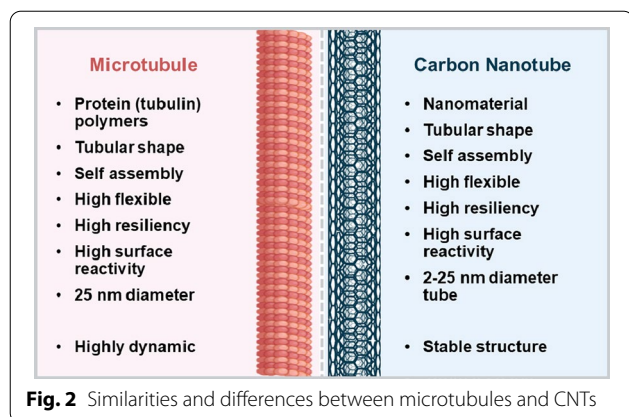 Microtubule
• Protein (tubulin)
polymers
• Tubular shape
• Self assembly
• High flexible
• High resiliency
• High surface
reactivity
• 25 nm diameter
• Highly dynamic
Carbon Nanotube
• Nanomaterial
• Tubular shape
• Self assembly
• High flexible
• High resiliency
• High surface
reactivity
• 2-25 nm diameter
tube
• Stable structure
Fig. 2 Similarities and differences between microtubules and CNTs